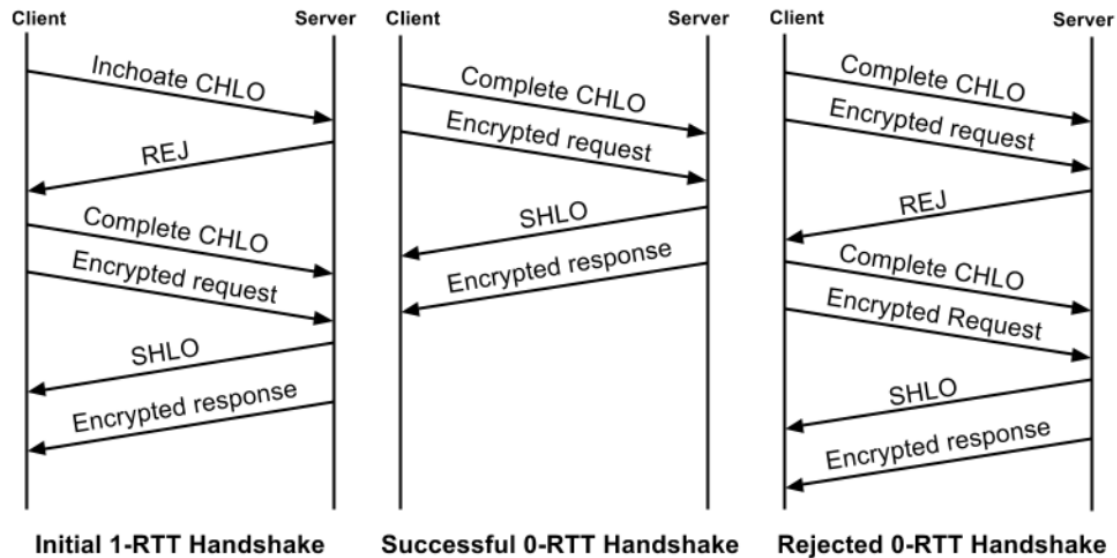 Client
Server
Inchoate CHLO
REJ
Complete CHLO
Encrypted request
SHLO
Encrypted response
Initial 1-RTT Handshake
Client
Server
Complete CHLO
Encrypted request
SHLO
Encrypted response
Successful 0-RTT Handshake
Client
Server
Complete CHLO
Encrypted request
REJ
Complete CHLO
Encrypted Request
SHLO
Encrypted response
Rejected 0-RTT Handshake